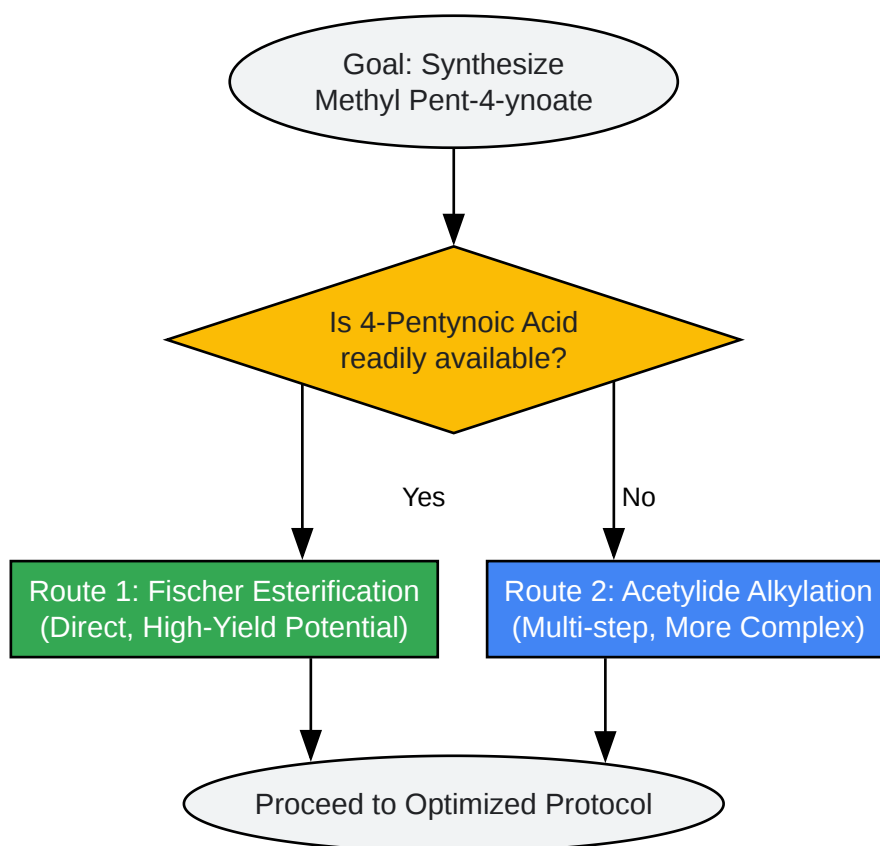 Goal: Synthesize
Methyl Pent-4-ynoate
Is 4-Pentynoic Acid
readily available?
Yes
No
Route 1: Fischer Esterification
(Direct, High-Yield Potential)
Route 2: Acetylide Alkylation
(Multi-step, More Complex)
Proceed to Optimized Protocol